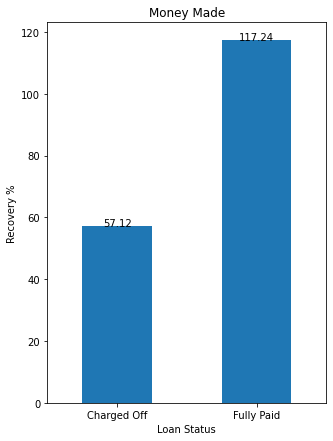 Money Made
120
100
80
60
40
20
0
Recovery %
57.12
117.24
Charged Off
Fully Paid
Loan Status